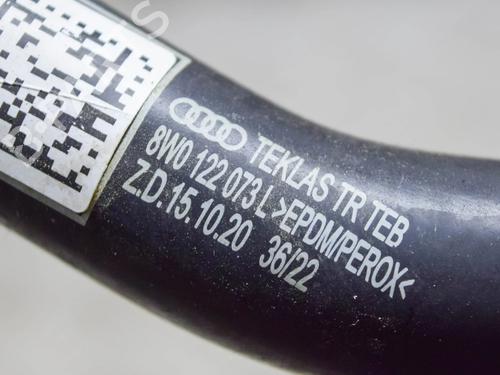 TEKLAS TR TEB
8W0 122 073 L >EPDM/PEROX<
Z.D. 15.10.20 36/22